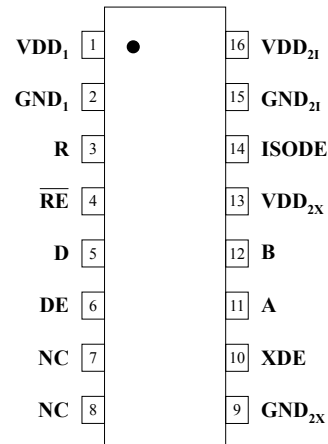 VDD₁ 1 16 VDD₂I
GND₁ 2 15 GND₂I
R 3 14 ISODE
R̅E̅ 4 13 VDD₂X
D 5 12 B
DE 6 11 A
NC 7 10 XDE
NC 8 9 GND₂X